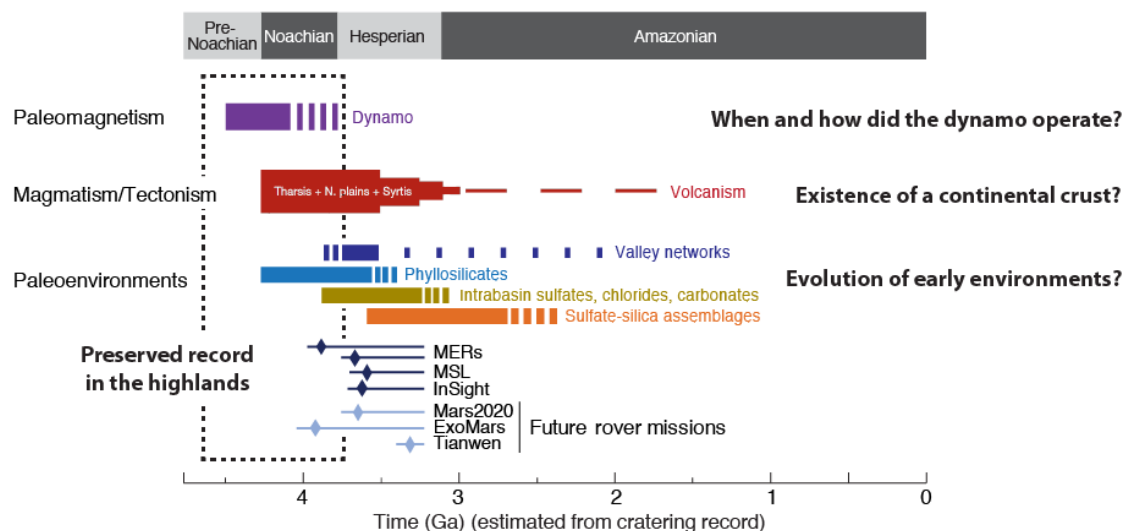 Pre-
Noachian
Noachian
Hesperian
Amazonian
Paleomagnetism
Dynamo
When and how did the dynamo operate?
Magmatism/Tectonism
Tharsis + N. plains + Syrtis
Volcanism
Existence of a continental crust?
Valley networks
Paleoenvironments
Phyllosilicates
Evolution of early environments?
Intrabasin sulfates, chlorides, carbonates
Sulfate-silica assemblages
Preserved record
in the highlands
MERs
MSL
InSight
Mars2020
ExoMars
Tianwen
Future rover missions
4 3 2 1 0
Time (Ga) (estimated from cratering record)